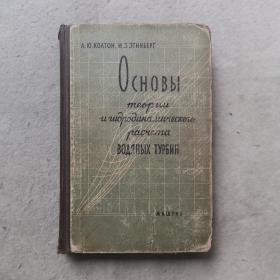 А. Ю. КОЛТОН, И. Э. ЭТИНБЕРГ
Основы
теории
и гидродинамического
расчета
ВОДЯНЫХ ТУРБИН
МАШГИЗ